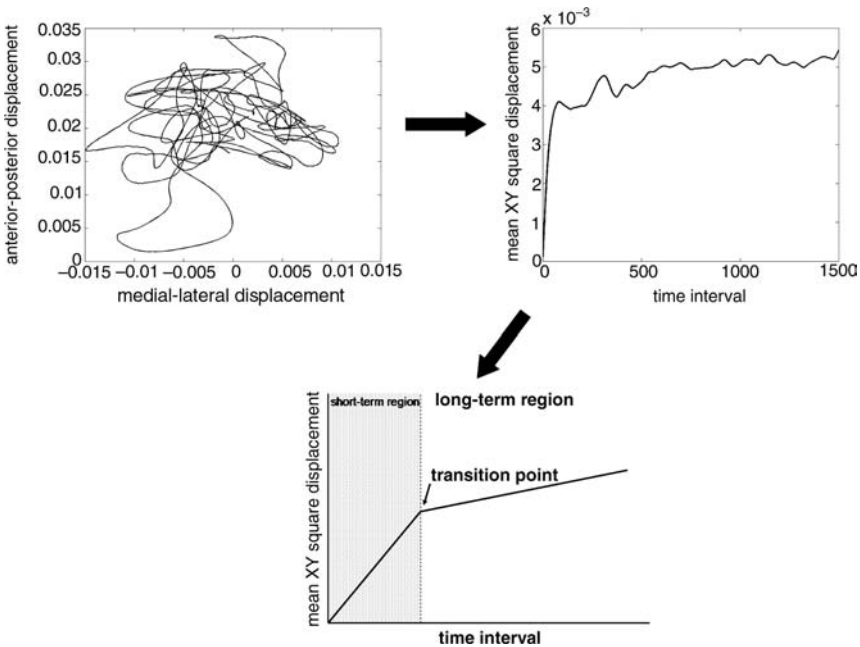 anterior-posterior displacement
0.035
0.03
0.025
0.02
0.015
0.01
0.005
0
−0.015 −0.01 −0.005 0 0.005 0.01 0.015
medial-lateral displacement
mean XY square displacement
x 10⁻³
6
5
4
3
2
1
0
0 500 1000 1500
time interval
mean XY square displacement
short-term region
long-term region
transition point
time interval